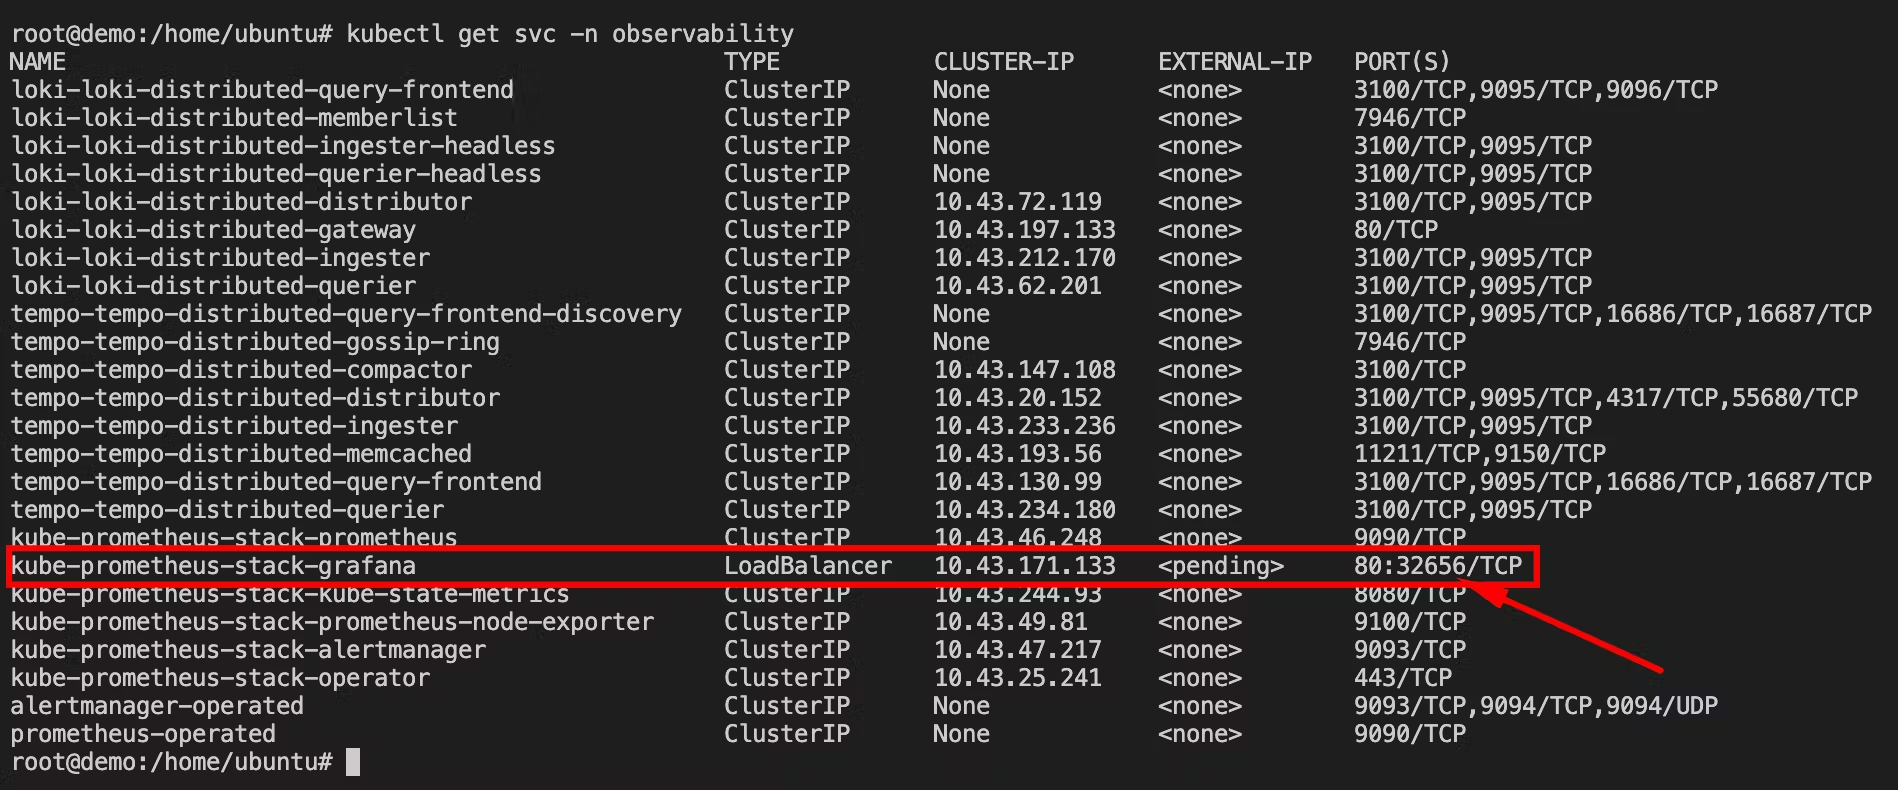 root@demo:/home/ubuntu# kubectl get svc -n observability
NAME TYPE CLUSTER-IP EXTERNAL-IP PORT(S)
loki-loki-distributed-query-frontend ClusterIP None <none> 3100/TCP,9095/TCP,9096/TCP
loki-loki-distributed-memberlist ClusterIP None <none> 7946/TCP
loki-loki-distributed-ingester-headless ClusterIP None <none> 3100/TCP,9095/TCP
loki-loki-distributed-querier-headless ClusterIP None <none> 3100/TCP,9095/TCP
loki-loki-distributed-distributor ClusterIP 10.43.72.119 <none> 3100/TCP,9095/TCP
loki-loki-distributed-gateway ClusterIP 10.43.197.133 <none> 80/TCP
loki-loki-distributed-ingester ClusterIP 10.43.212.170 <none> 3100/TCP,9095/TCP
loki-loki-distributed-querier ClusterIP 10.43.62.201 <none> 3100/TCP,9095/TCP
tempo-tempo-distributed-query-frontend-discovery ClusterIP None <none> 3100/TCP,9095/TCP,16686/TCP,16687/TCP
tempo-tempo-distributed-gossip-ring ClusterIP None <none> 7946/TCP
tempo-tempo-distributed-compactor ClusterIP 10.43.147.108 <none> 3100/TCP
tempo-tempo-distributed-distributor ClusterIP 10.43.20.152 <none> 3100/TCP,9095/TCP,4317/TCP,55680/TCP
tempo-tempo-distributed-ingester ClusterIP 10.43.233.236 <none> 3100/TCP,9095/TCP
tempo-tempo-distributed-memcached ClusterIP 10.43.193.56 <none> 11211/TCP,9150/TCP
tempo-tempo-distributed-query-frontend ClusterIP 10.43.130.99 <none> 3100/TCP,9095/TCP,16686/TCP,16687/TCP
tempo-tempo-distributed-querier ClusterIP 10.43.234.180 <none> 3100/TCP,9095/TCP
kube-prometheus-stack-prometheus ClusterIP 10.43.46.248 <none> 9090/TCP
kube-prometheus-stack-grafana LoadBalancer 10.43.171.133 <pending> 80:32656/TCP
kube-prometheus-stack-kube-state-metrics ClusterIP 10.43.244.93 <none> 8080/TCP
kube-prometheus-stack-prometheus-node-exporter ClusterIP 10.43.49.81 <none> 9100/TCP
kube-prometheus-stack-alertmanager ClusterIP 10.43.47.217 <none> 9093/TCP
kube-prometheus-stack-operator ClusterIP 10.43.25.241 <none> 443/TCP
alertmanager-operated ClusterIP None <none> 9093/TCP,9094/TCP,9094/UDP
prometheus-operated ClusterIP None <none> 9090/TCP
root@demo:/home/ubuntu#